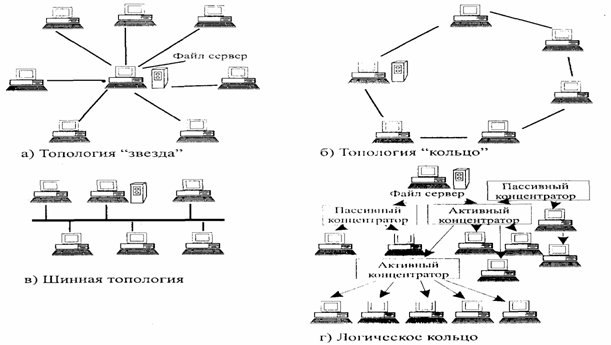 Файл сервер
а) Топология “звезда”
б) Топология “кольцо”
Файл сервер
Пассивный
концентратор
Пассивный
концентратор
Активный
концентратор
Активный
концентратор
в) Шинная топология
г) Логическое кольцо